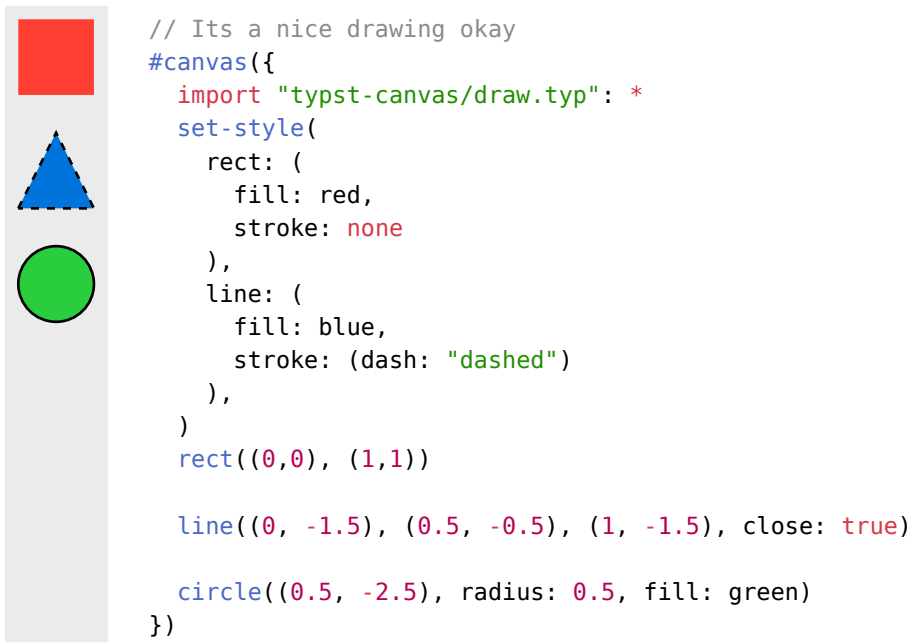 // Its a nice drawing okay
#canvas({
  import "typst-canvas/draw.typ": *
  set-style(
    rect: (
      fill: red,
      stroke: none
    ),
    line: (
      fill: blue,
      stroke: (dash: "dashed")
    ),
  )
  rect((0,0), (1,1))

  line((0, -1.5), (0.5, -0.5), (1, -1.5), close: true)

  circle((0.5, -2.5), radius: 0.5, fill: green)
})